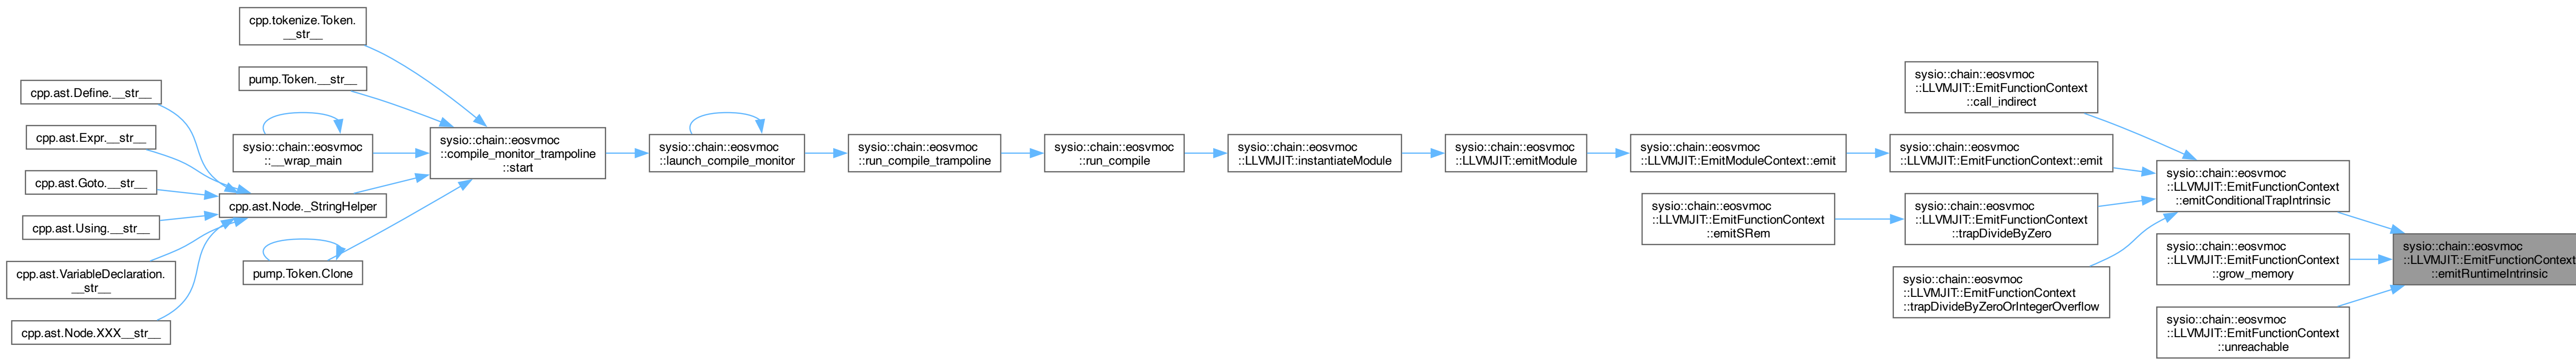 cpp.tokenize.Token.
__str__
pump.Token.__str__
cpp.ast.Define.__str__
cpp.ast.Expr.__str__
cpp.ast.Goto.__str__
cpp.ast.Using.__str__
cpp.ast.VariableDeclaration.
__str__
cpp.ast.Node.XXX__str__
sysio::chain::eosvmoc
::__wrap_main
cpp.ast.Node._StringHelper
pump.Token.Clone
sysio::chain::eosvmoc
::compile_monitor_trampoline
::start
sysio::chain::eosvmoc
::launch_compile_monitor
sysio::chain::eosvmoc
::run_compile_trampoline
sysio::chain::eosvmoc
::run_compile
sysio::chain::eosvmoc
::LLVMJIT::instantiateModule
sysio::chain::eosvmoc
::LLVMJIT::emitModule
sysio::chain::eosvmoc
::LLVMJIT::EmitModuleContext::emit
sysio::chain::eosvmoc
::LLVMJIT::EmitFunctionContext
::emitSRem
sysio::chain::eosvmoc
::LLVMJIT::EmitFunctionContext
::call_indirect
sysio::chain::eosvmoc
::LLVMJIT::EmitFunctionContext::emit
sysio::chain::eosvmoc
::LLVMJIT::EmitFunctionContext
::trapDivideByZero
sysio::chain::eosvmoc
::LLVMJIT::EmitFunctionContext
::trapDivideByZeroOrIntegerOverflow
sysio::chain::eosvmoc
::LLVMJIT::EmitFunctionContext
::emitConditionalTrapIntrinsic
sysio::chain::eosvmoc
::LLVMJIT::EmitFunctionContext
::grow_memory
sysio::chain::eosvmoc
::LLVMJIT::EmitFunctionContext
::unreachable
sysio::chain::eosvmoc
::LLVMJIT::EmitFunctionContext
::emitRuntimeIntrinsic